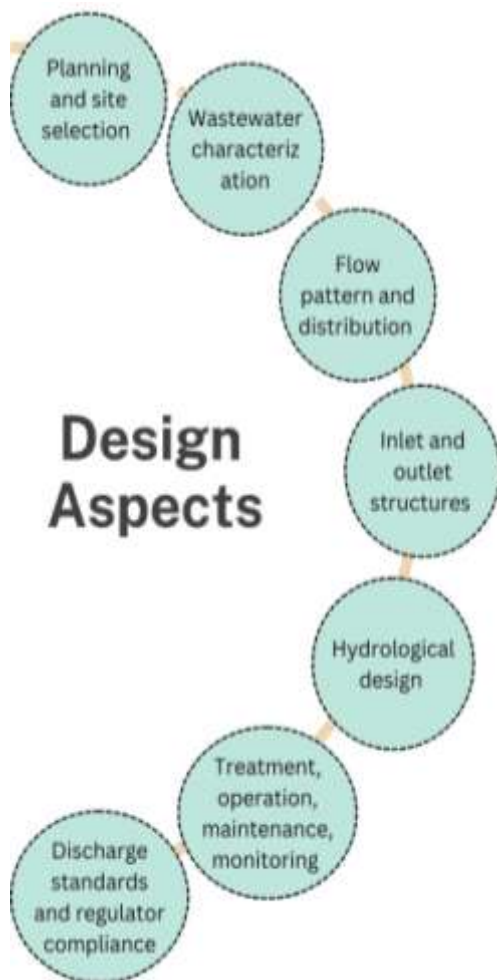 Planning
and site
selection
Wastewater
characteriz
ation
Flow
pattern and
distribution
Design
Aspects
Inlet and
outlet
structures
Hydrological
design
Treatment,
operation,
maintenance,
monitoring
Discharge
standards
and regulator
compliance